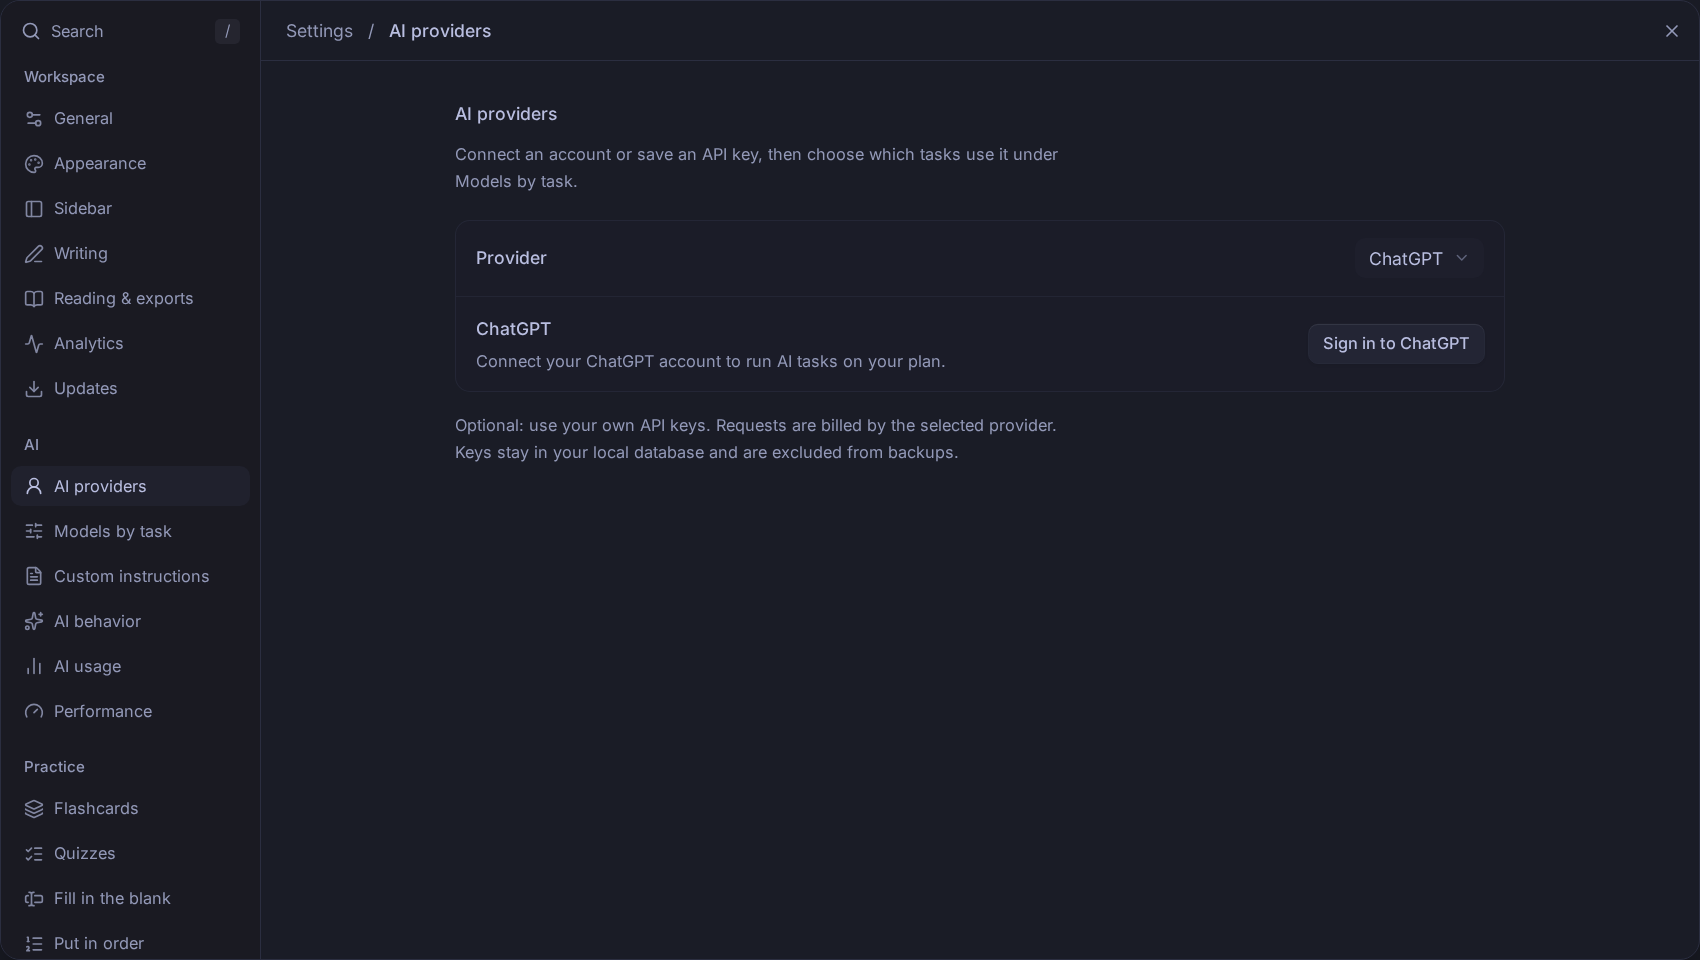 Search /
Workspace
General
Appearance
Sidebar
Writing
Reading & exports
Analytics
Updates
AI
AI providers
Models by task
Custom instructions
AI behavior
AI usage
Performance
Practice
Flashcards
Quizzes
Fill in the blank
Put in order
Settings / AI providers
AI providers
Connect an account or save an API key, then choose which tasks use it under
Models by task.
Provider ChatGPT
ChatGPT
Connect your ChatGPT account to run AI tasks on your plan.
Sign in to ChatGPT
Optional: use your own API keys. Requests are billed by the selected provider.
Keys stay in your local database and are excluded from backups.